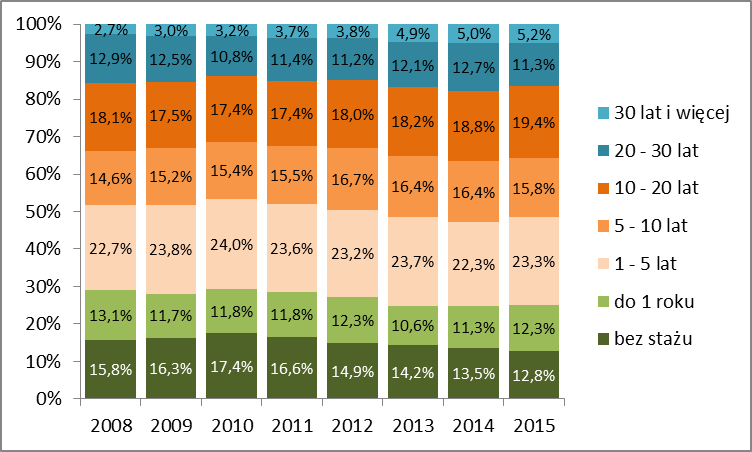 100%
90%
80%
70%
60%
50%
40%
30%
20%
10%
0%
2,7% 3,0% 3,2% 3,7% 3,8% 4,9% 5,0% 5,2%
12,9% 12,5% 10,8% 11,4% 11,2% 12,1% 12,7% 11,3%
18,1% 17,5% 17,4% 17,4% 18,0% 18,2% 18,8% 19,4%
14,6% 15,2% 15,4% 15,5% 16,7% 16,4% 16,4% 15,8%
22,7% 23,8% 24,0% 23,6% 23,2% 23,7% 22,3% 23,3%
13,1% 11,7% 11,8% 11,8% 12,3% 10,6% 11,3% 12,3%
15,8% 16,3% 17,4% 16,6% 14,9% 14,2% 13,5% 12,8%
2008 2009 2010 2011 2012 2013 2014 2015
30 lat i więcej
20 - 30 lat
10 - 20 lat
5 - 10 lat
1 - 5 lat
do 1 roku
bez stażu